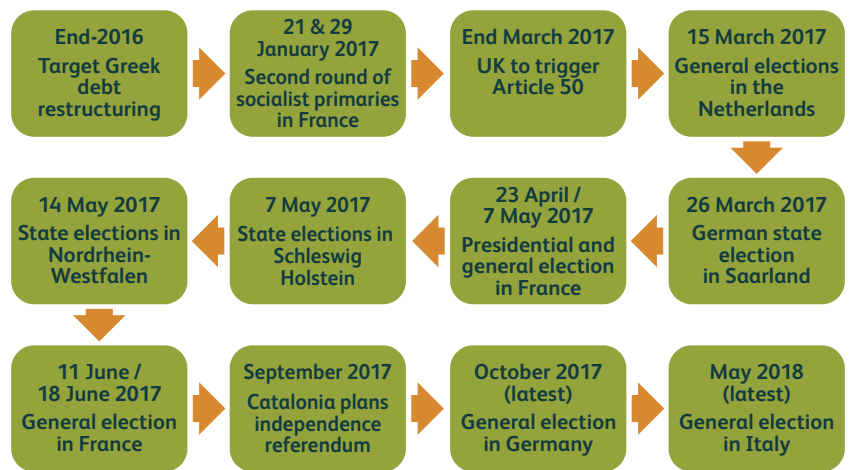 End-2016
Target Greek
debt
restructuring
21 & 29
January 2017
Second round of
socialist primaries
in France
End March 2017
UK to trigger
Article 50
15 March 2017
General elections
in the
Netherlands
26 March 2017
German state
election
in Saarland
23 April /
7 May 2017
Presidential and
general election
in France
7 May 2017
State elections in
Schleswig
Holstein
14 May 2017
State elections in
Nordrhein-
Westfalen
11 June /
18 June 2017
General election
in France
September 2017
Catalonia plans
independence
referendum
October 2017
(latest)
General election
in Germany
May 2018
(latest)
General election
in Italy